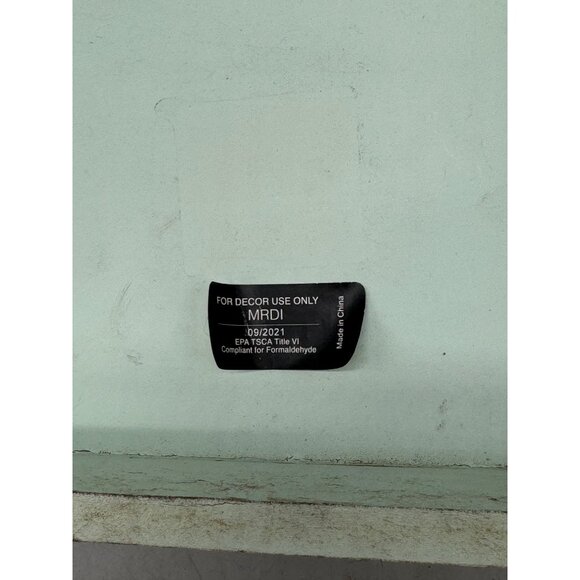 FOR DECOR USE ONLY
MRDI
09/2021
EPA TSCA Title VI
Compliant for Formaldehyde
Made in China